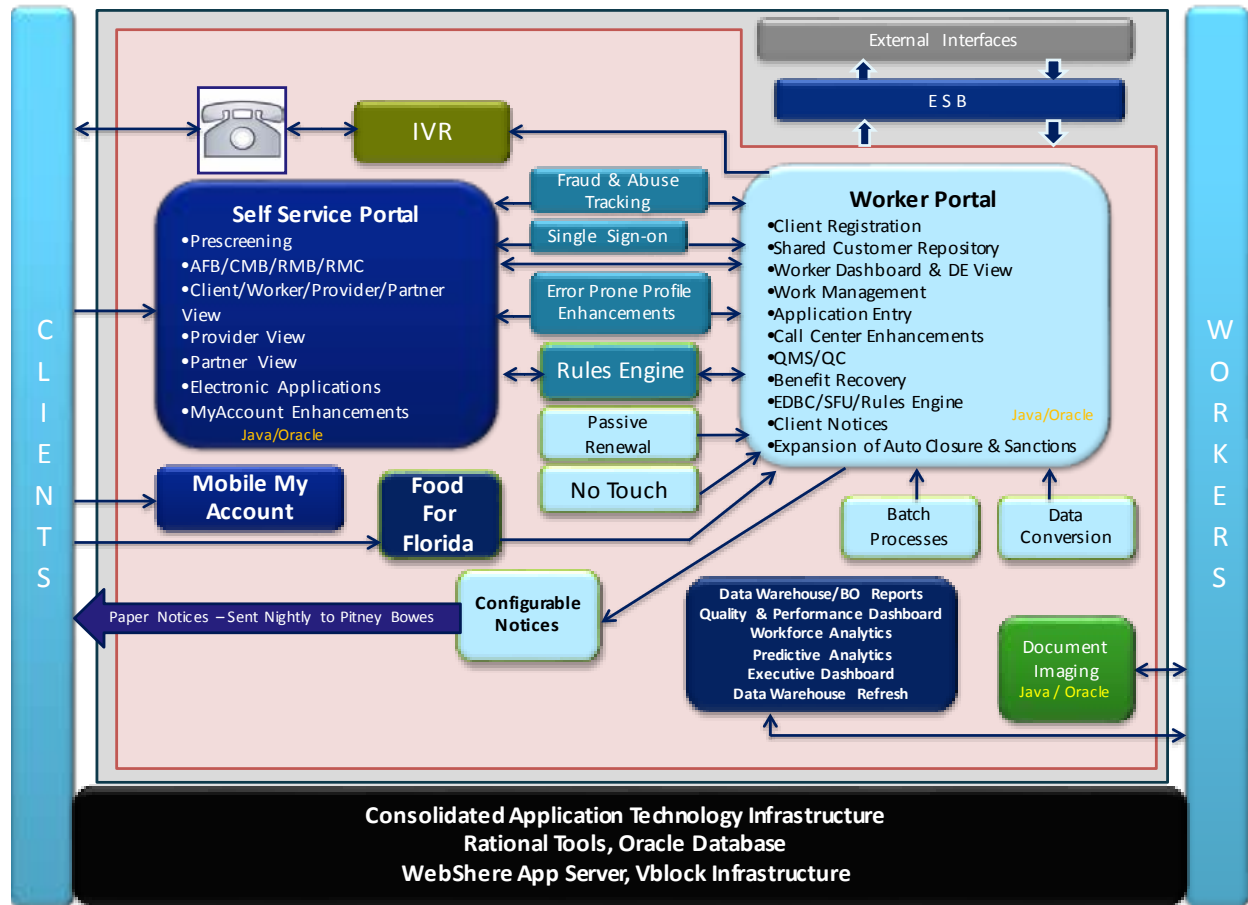 External Interfaces
E S B
IVR
Fraud & Abuse
Tracking
Single Sign-on
Error Prone Profile
Enhancements
Rules Engine
Passive
Renewal
No Touch
Self Service Portal
•Prescreening
•AFB/CMB/RMB/RMC
•Client/Worker/Provider/Partner
View
•Provider View
•Partner View
•Electronic Applications
•MyAccount Enhancements
Java/Oracle
Worker Portal
•Client Registration
•Shared Customer Repository
•Worker Dashboard & DE View
•Work Management
•Application Entry
•Call Center Enhancements
•QMS/QC
•Benefit Recovery
•EDBC/SFU/Rules Engine
•Client Notices
•Expansion of Auto Closure & Sanctions
Java/Oracle
CLIENTS
WORKERS
Mobile My
Account
Food
For
Florida
Batch
Processes
Data
Conversion
Paper Notices – Sent Nightly to Pitney Bowes
Configurable
Notices
Data Warehouse/BO Reports
Quality & Performance Dashboard
Workforce Analytics
Predictive Analytics
Executive Dashboard
Data Warehouse Refresh
Document
Imaging
Java / Oracle
Consolidated Application Technology Infrastructure
Rational Tools, Oracle Database
WebShere App Server, Vblock Infrastructure